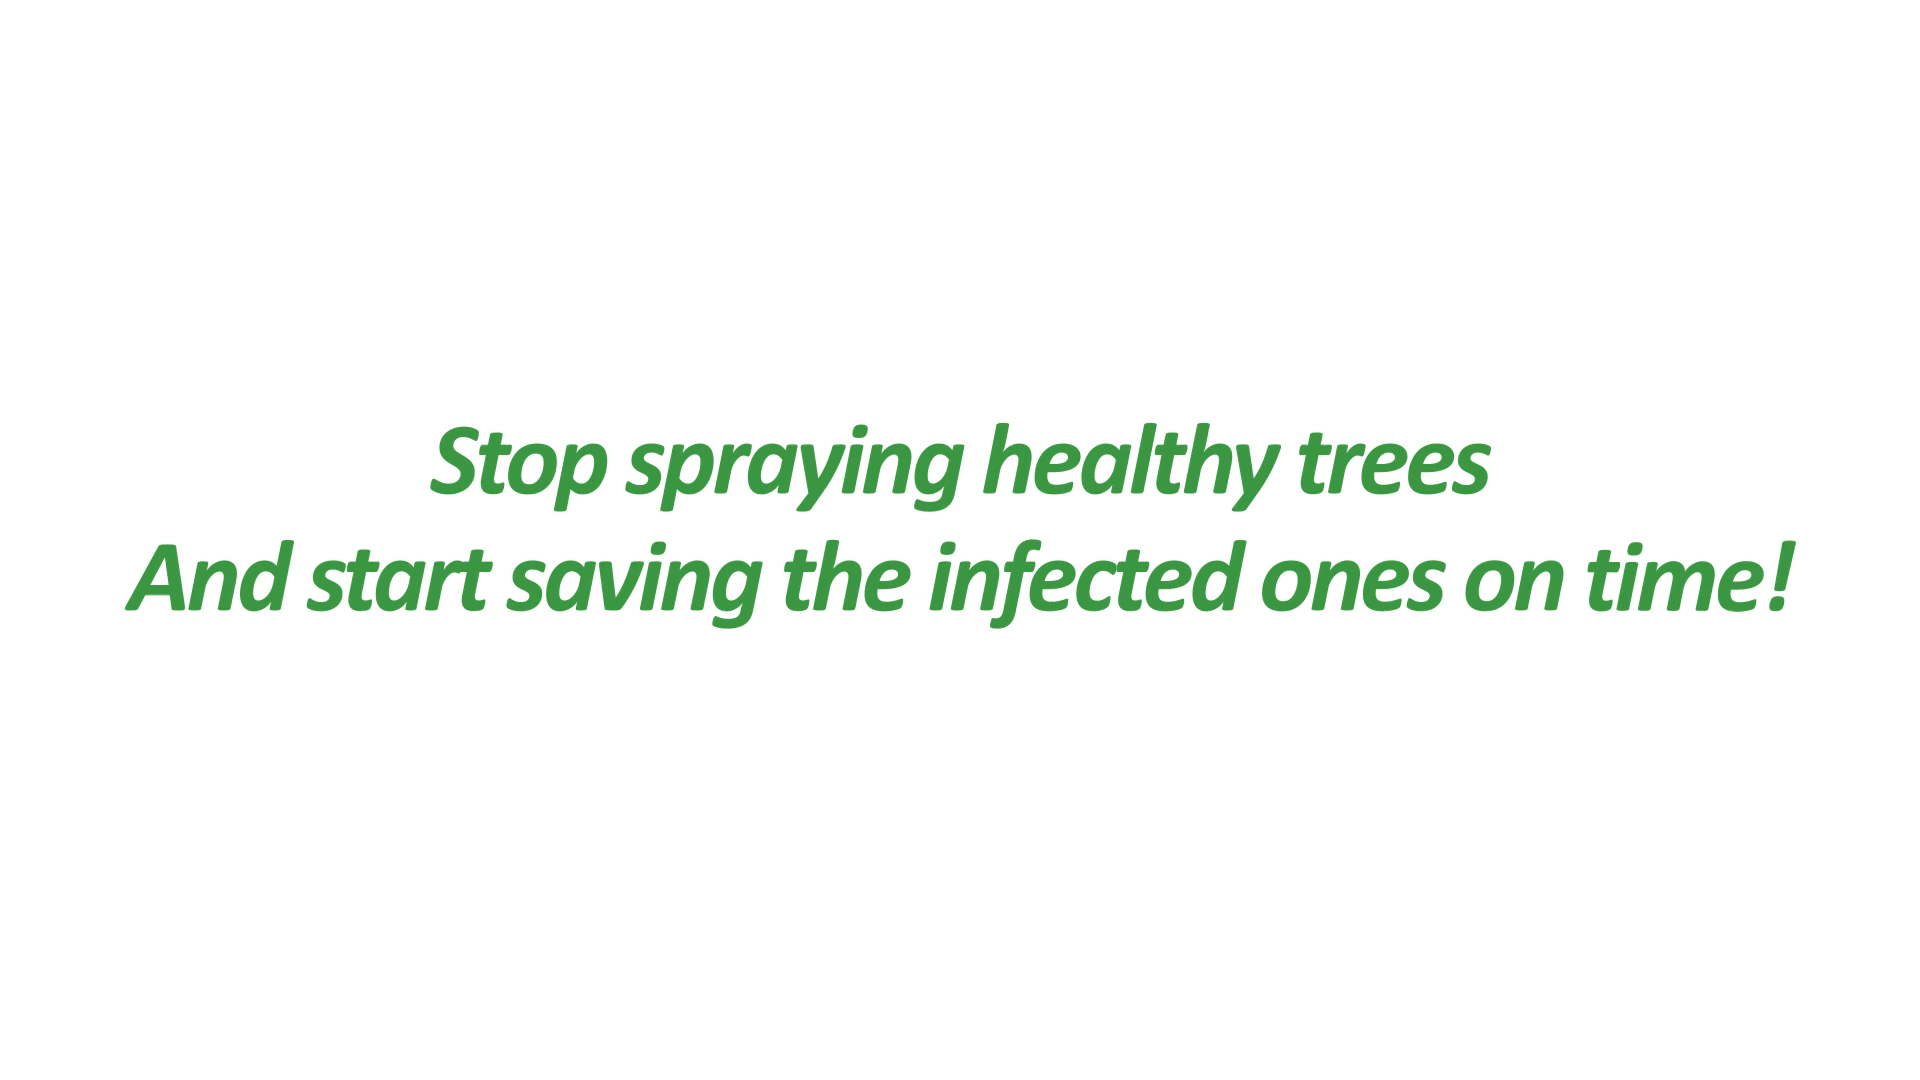 Stop spraying healthy trees
And start saving the infected ones on time!